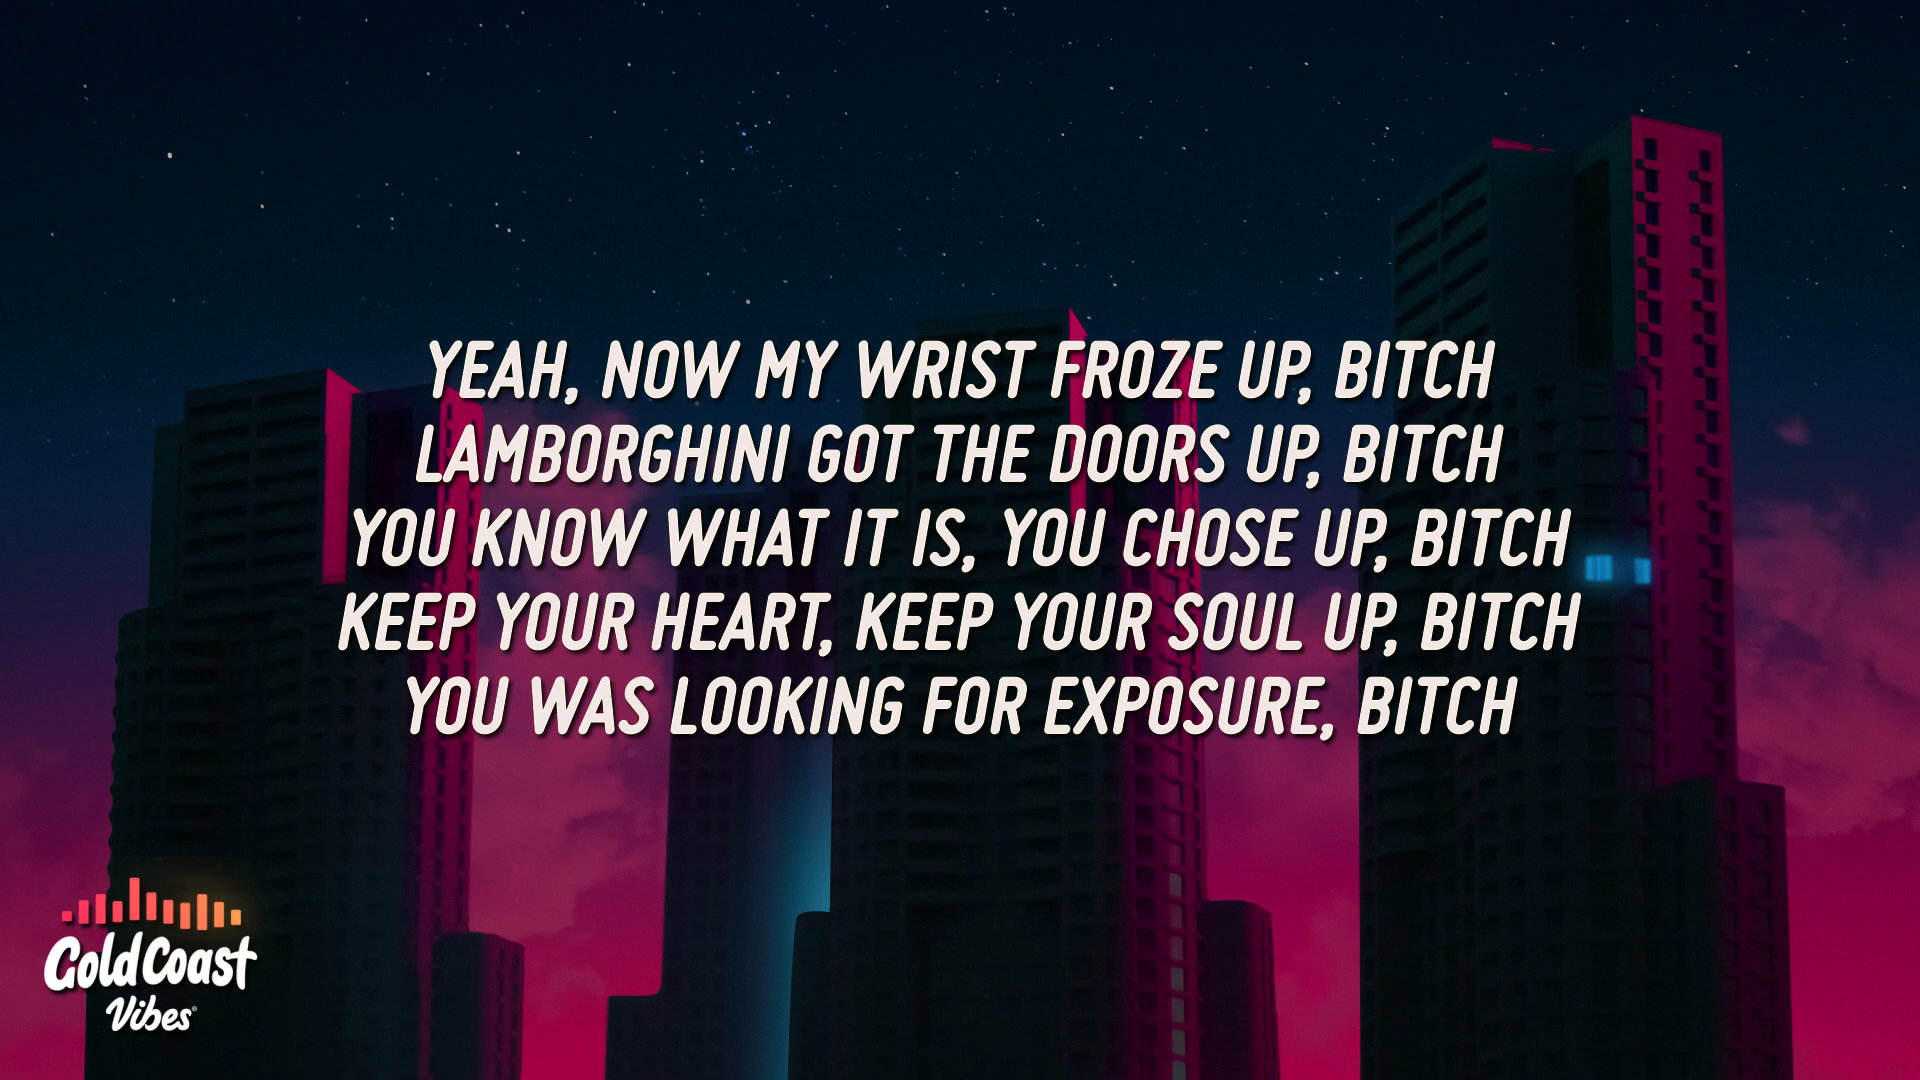 YEAH, NOW MY WRIST FROZE UP, BITCH
LAMBORGHINI GOT THE DOORS UP, BITCH
YOU KNOW WHAT IT IS, YOU CHOSE UP, BITCH
KEEP YOUR HEART, KEEP YOUR SOUL UP, BITCH
YOU WAS LOOKING FOR EXPOSURE, BITCH
Gold Coast
Vibes